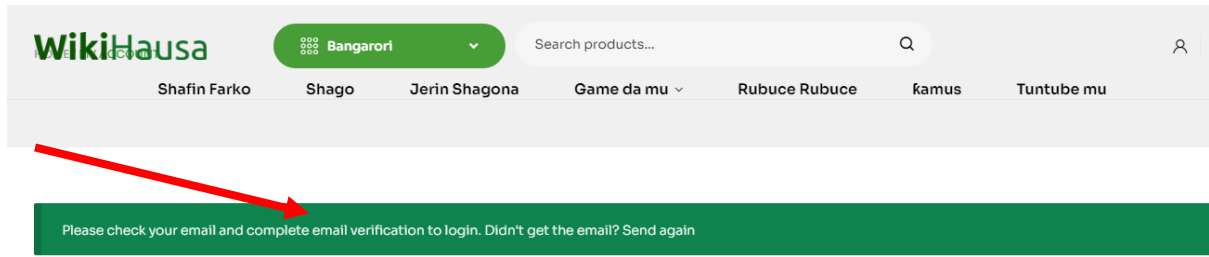 WikiHausa
Bangarori
Search products...
Shafin Farko Shago Jerin Shagona Game da mu Rubuce Rubuce Ƙamus Tuntube mu
Please check your email and complete email verification to login. Didn't get the email? Send again